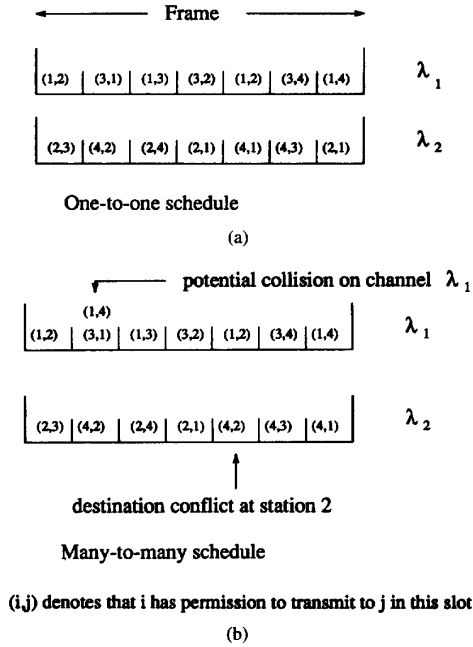 Frame
(1,2) (3,1) (1,3) (3,2) (1,2) (3,4) (1,4) λ1
(2,3) (4,2) (2,4) (2,1) (4,1) (4,3) (2,1) λ2
One-to-one schedule
(a)
potential collision on channel λ1
(1,4)
(1,2) (3,1) (1,3) (3,2) (1,2) (3,4) (1,4) λ1
(2,3) (4,2) (2,4) (2,1) (4,2) (4,3) (4,1) λ2
destination conflict at station 2
Many-to-many schedule
(i,j) denotes that i has permission to transmit to j in this slot
(b)